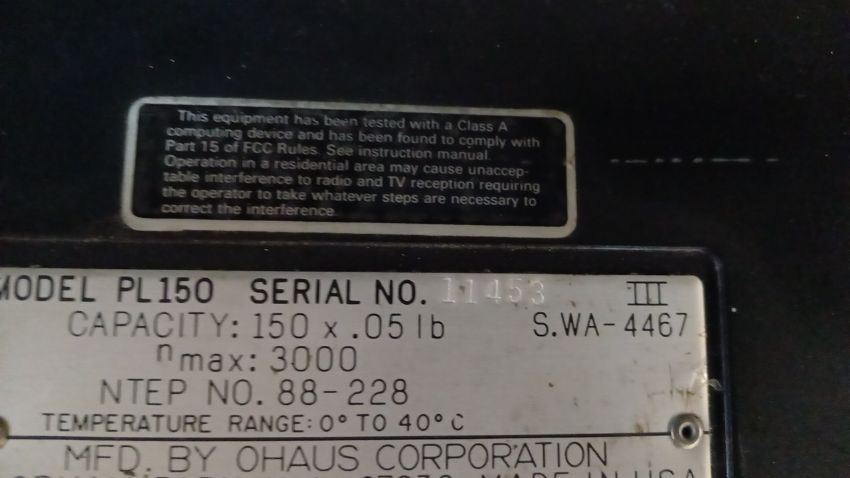 This equipment has been tested with a Class A
computing device and has been found to comply with
Part 15 of FCC Rules. See instruction manual.
Operation in a residential area may cause unaccep-
table interference to radio and TV reception requiring
the operator to take whatever steps are necessary to
correct the interference.
MODEL PL150 SERIAL NO. 11453 III
CAPACITY: 150 x .05 lb S.WA-4467
nmax: 3000
NTEP NO. 88-228
TEMPERATURE RANGE: 0° TO 40° C
MFD. BY OHAUS CORPORATION
MADE IN USA